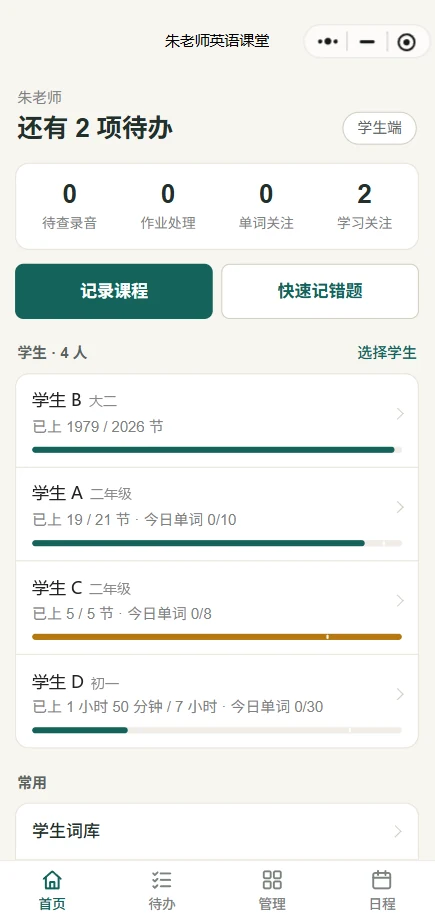 朱老师英语课堂
朱老师
还有 2 项待办
学生端
0 0 0 2
待查录音 作业处理 单词关注 学习关注
记录课程 快速记错题
学生 · 4 人 选择学生
学生 B 大二
已上 1979 / 2026 节
学生 A 二年级
已上 19 / 21 节 · 今日单词 0/10
学生 C 二年级
已上 5 / 5 节 · 今日单词 0/8
学生 D 初一
已上 1 小时 50 分钟 / 7 小时 · 今日单词 0/30
常用
学生词库
首页 待办 管理 日程